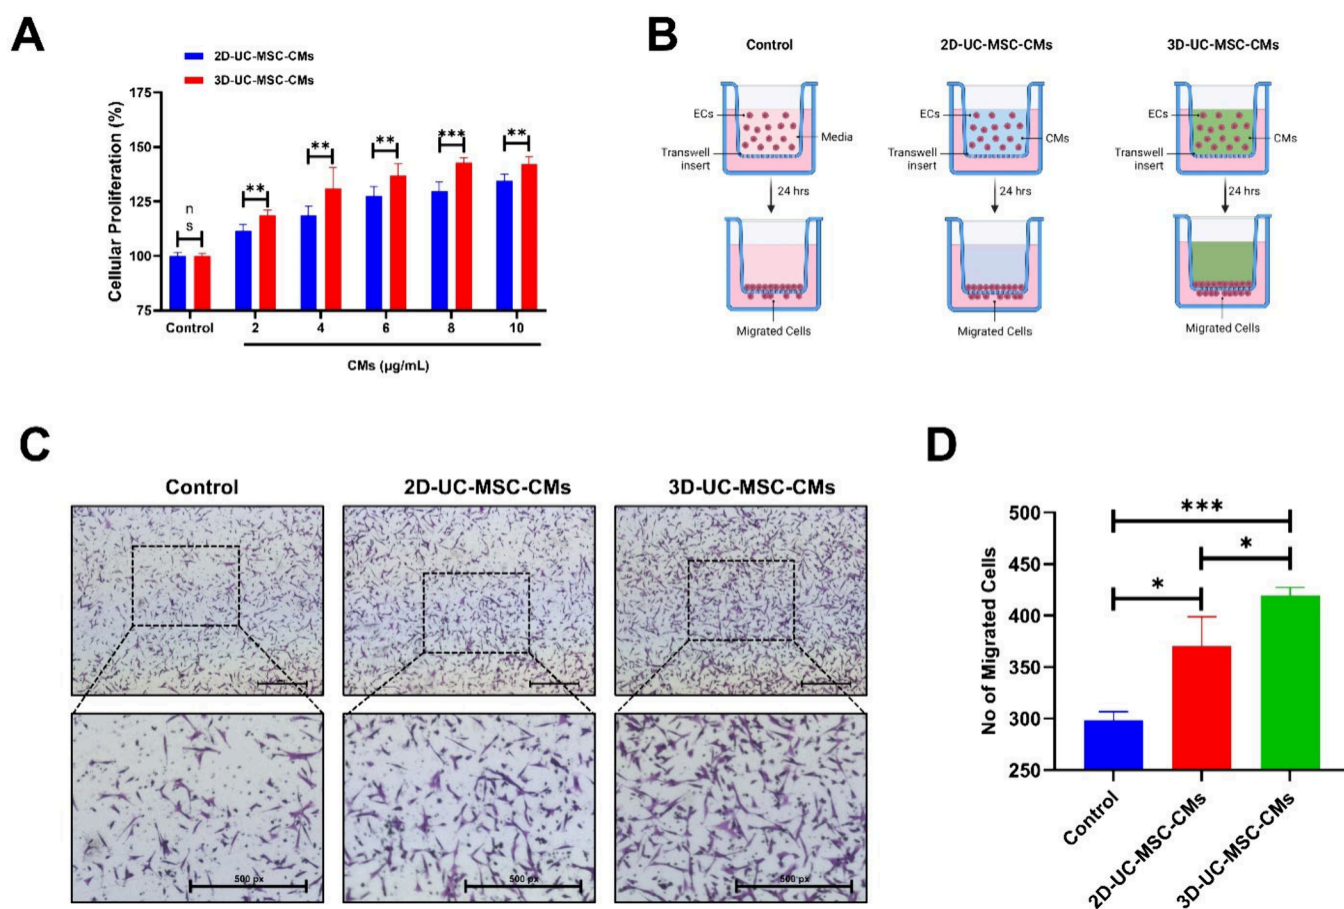 A
2D-UC-MSC-CMs
3D-UC-MSC-CMs
Cellular Proliferation (%)
175
150
125
100
75
n
s
**
**
**
***
**
Control
2
4
6
8
10
CMs (µg/mL)
B
Control
2D-UC-MSC-CMs
3D-UC-MSC-CMs
ECs
Media
Transwell
insert
24 hrs
Migrated Cells
ECs
CMs
Transwell
insert
24 hrs
Migrated Cells
ECs
CMs
Transwell
insert
24 hrs
Migrated Cells
C
Control
2D-UC-MSC-CMs
3D-UC-MSC-CMs
500 px
500 px
500 px
D
No of Migrated Cells
500
450
400
350
300
250
***
*
*
Control
2D-UC-MSC-CMs
3D-UC-MSC-CMs